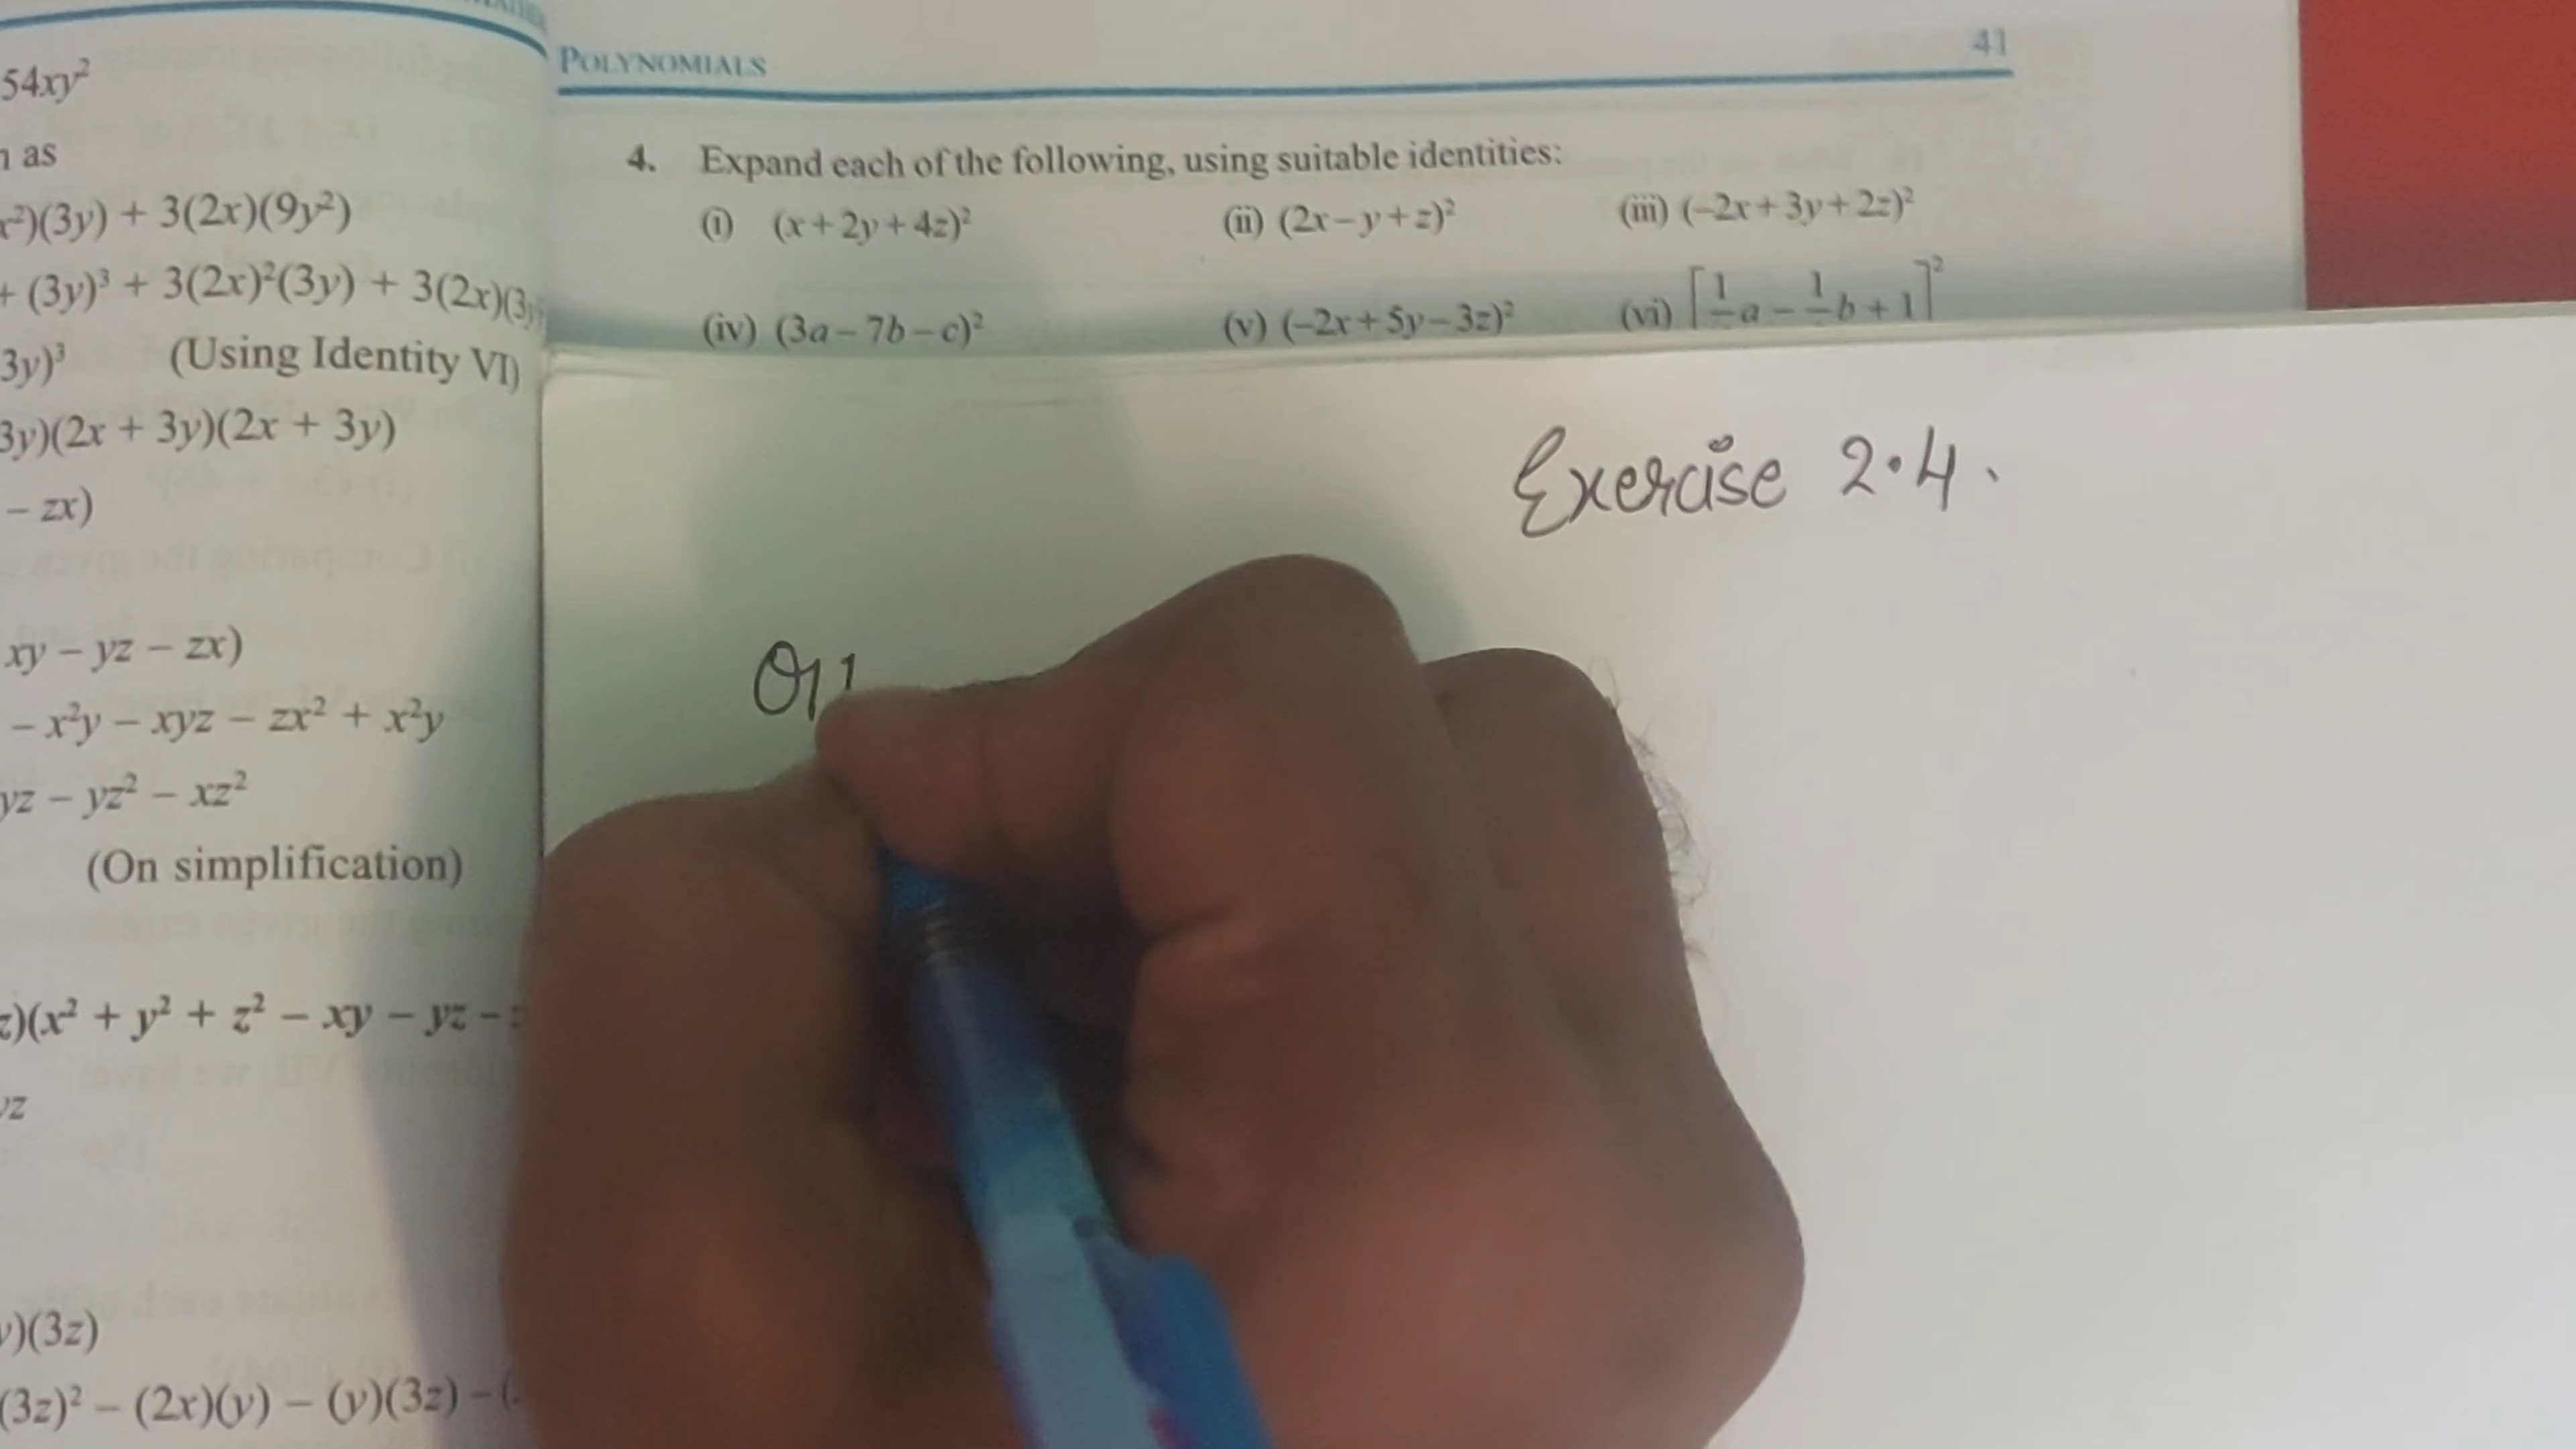 54xy²
as
)(3y) + 3(2x)(9y²)
+ (3y)³ + 3(2x)²(3y) + 3(2x)(3y
3y)³ (Using Identity VI)
3y)(2x + 3y)(2x + 3y)
– zx)
xy – yz – zx)
– x²y – xyz – zx² + x²y
yz – yz² – xz²
(On simplification)
z)(x² + y² + z² – xy – yz –
yz
)(3z)
(3z)² – (2x)(y) – (y)(3z) – (
POLYNOMIALS 41
4. Expand each of the following, using suitable identities:
(i) (x + 2y + 4z)² (ii) (2x – y + z)² (iii) (–2x + 3y + 2z)²
(iv) (3a – 7b – c)² (v) (–2x + 5y – 3z)² (vi) [1 a – 1 b + 1]²
Exercise 2.4.